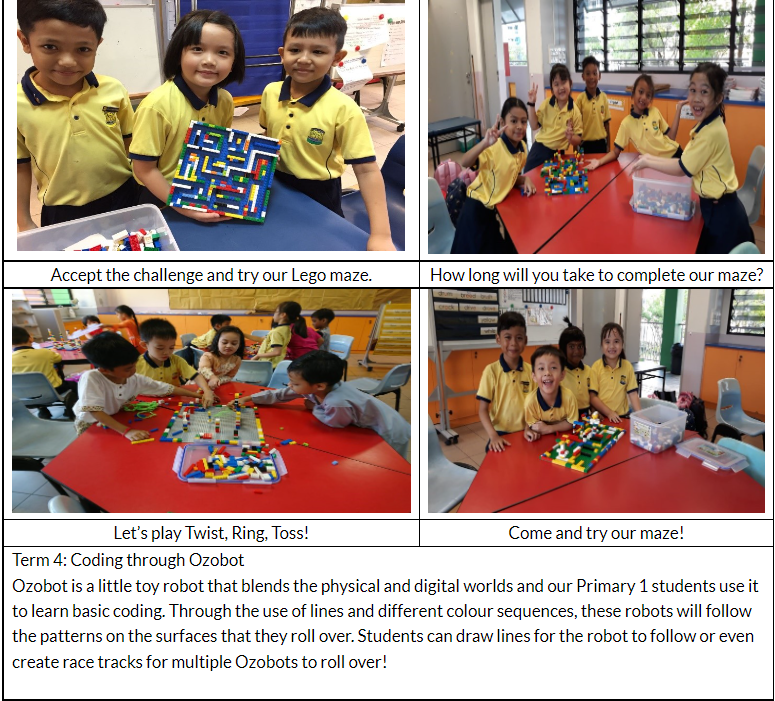 Accept the challenge and try our Lego maze.
How long will you take to complete our maze?
Let’s play Twist, Ring, Toss!
Come and try our maze!
Term 4: Coding through Ozobot
Ozobot is a little toy robot that blends the physical and digital worlds and our Primary 1 students use it
to learn basic coding. Through the use of lines and different colour sequences, these robots will follow
the patterns on the surfaces that they roll over. Students can draw lines for the robot to follow or even
create race tracks for multiple Ozobots to roll over!